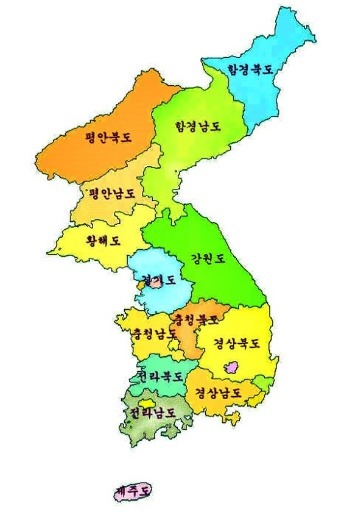 함경북도
함경남도
평안북도
평안남도
황해도
강원도
경기도
충청북도
충청남도
경상북도
전라북도
경상남도
전라남도
제주도